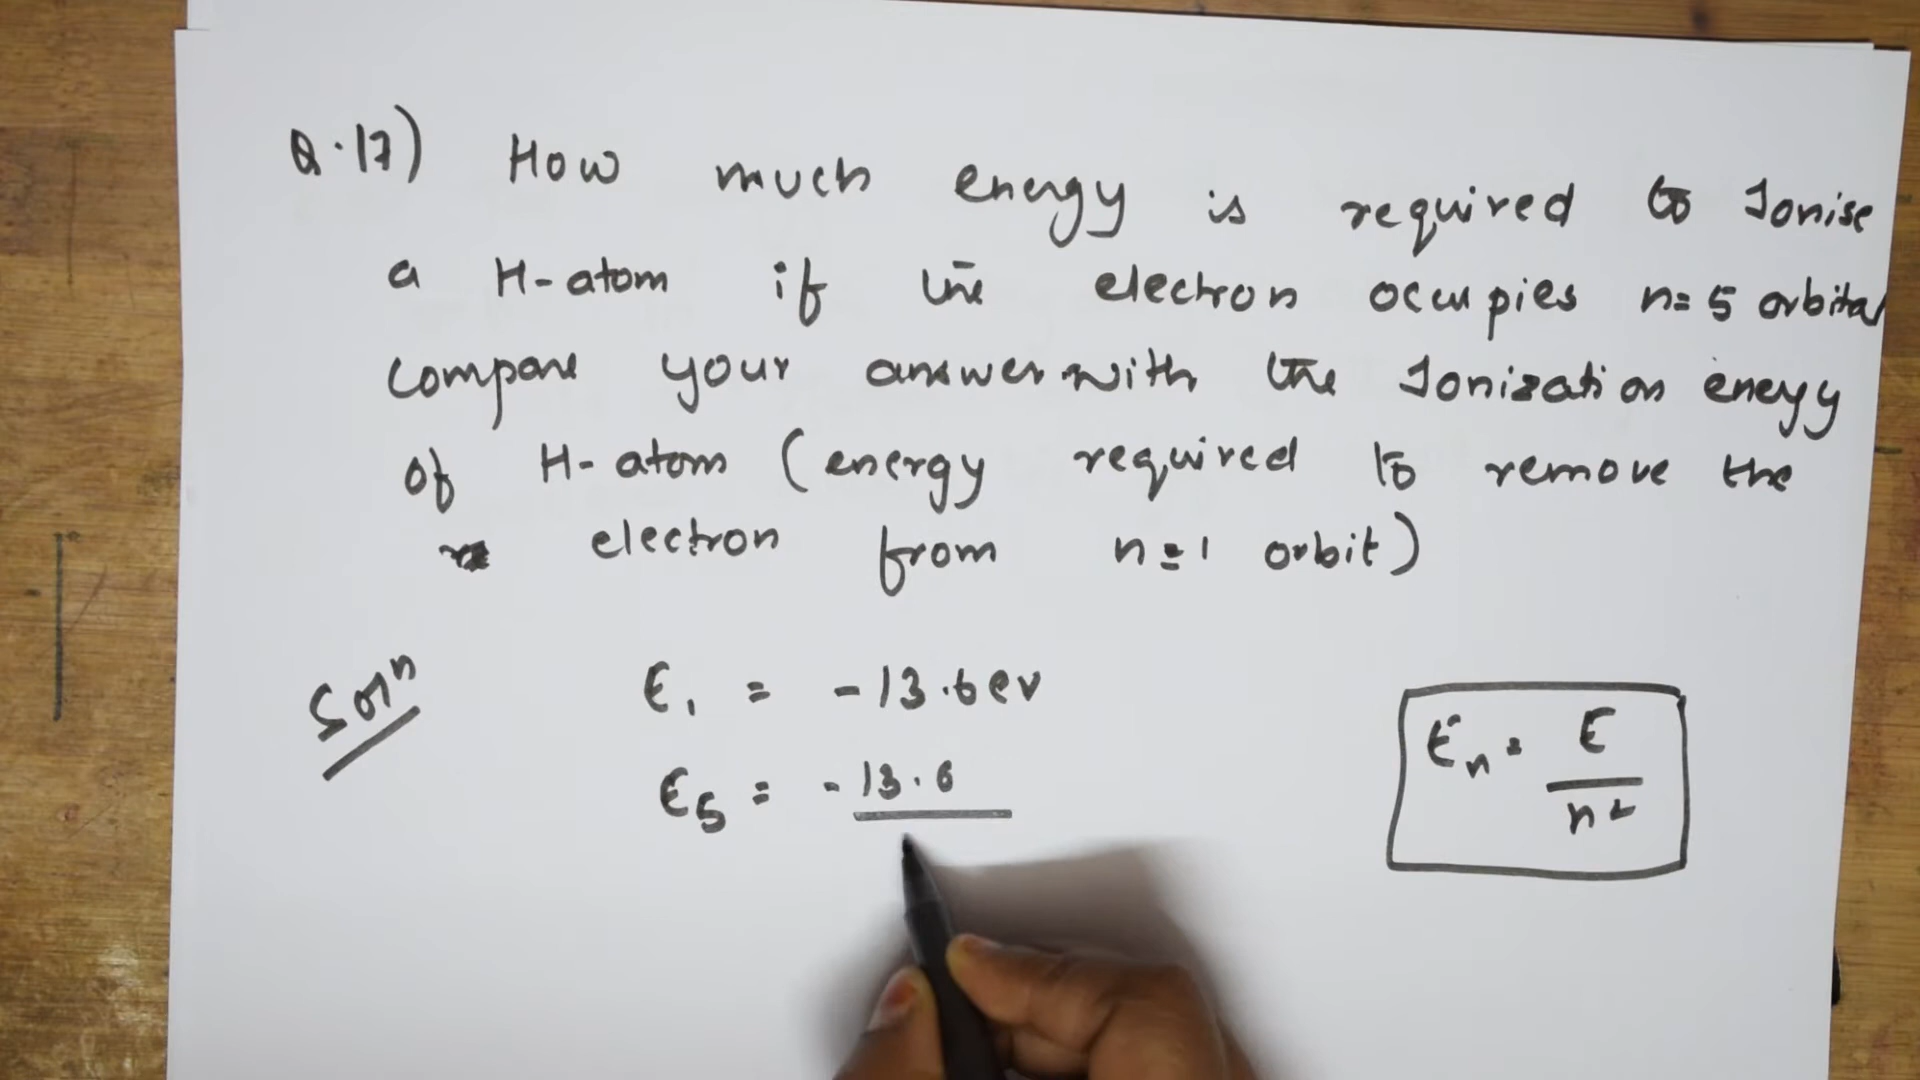 Q.17) How much energy is required to Ionise
a H-atom if the electron occupies n=5 orbital
compare your answer with the Ionization energy
of H-atom (energy required to remove the
electron from n=1 orbit)
Solⁿ
E₁ = -13.6ev
E₅ = -13.6
Eₙ = E
n²